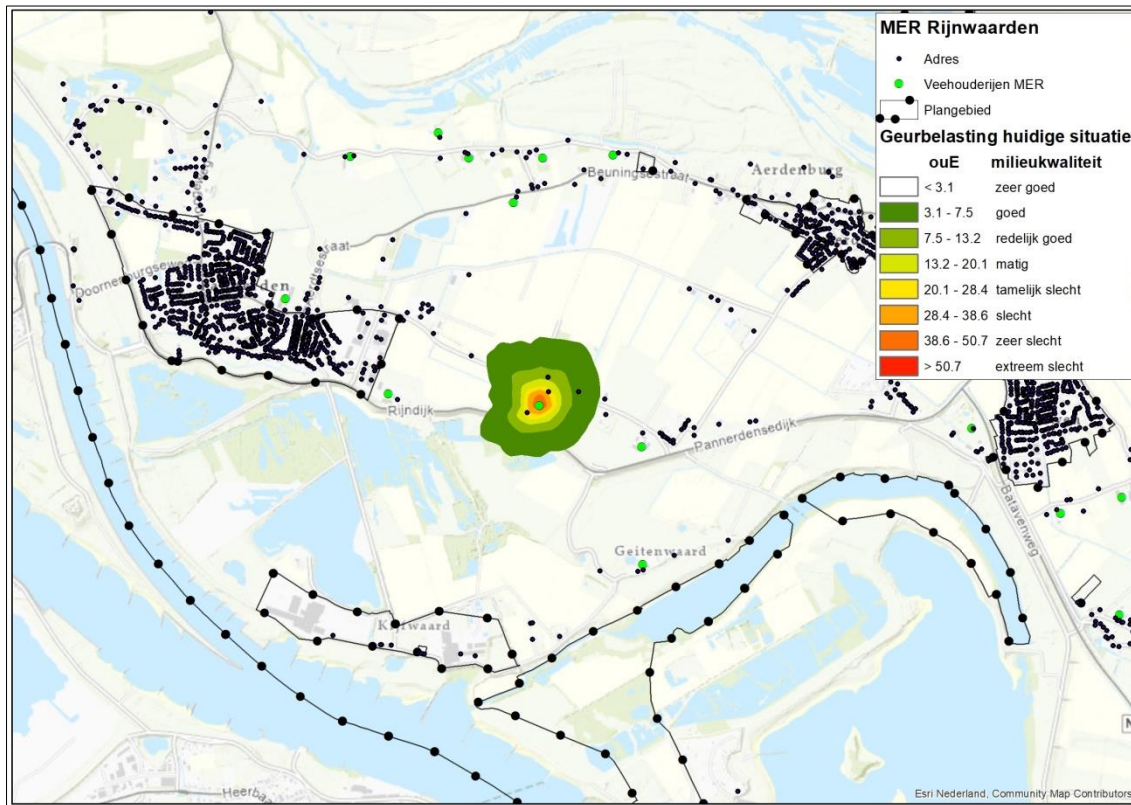 MER Rijnwaarden
Adres
Veehouderijen MER
Plangebied
Geurbelasting huidige situatie
ouE milieukwaliteit
< 3.1 zeer goed
3.1 - 7.5 goed
7.5 - 13.2 redelijk goed
13.2 - 20.1 matig
20.1 - 28.4 tamelijk slecht
28.4 - 38.6 slecht
38.6 - 50.7 zeer slecht
> 50.7 extreem slecht
Beuningsestraat
Aerdenburg
Rijndijk
Pannerdensedijk
Batavenweg
Geitenwaard
N
Esri Nederland, Community Map Contributors